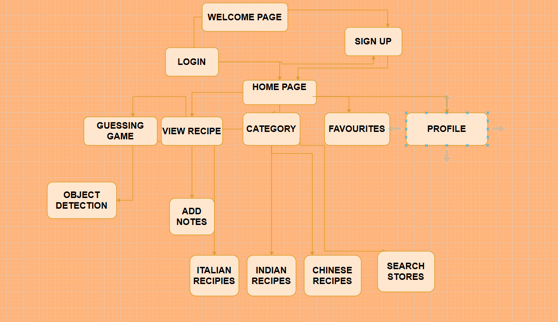 WELCOME PAGE
SIGN UP
LOGIN
HOME PAGE
GUESSING
GAME
VIEW RECIPE
CATEGORY
FAVOURITES
PROFILE
OBJECT
DETECTION
ADD
NOTES
ITALIAN
RECIPIES
INDIAN
RECIPES
CHINESE
RECIPES
SEARCH
STORES